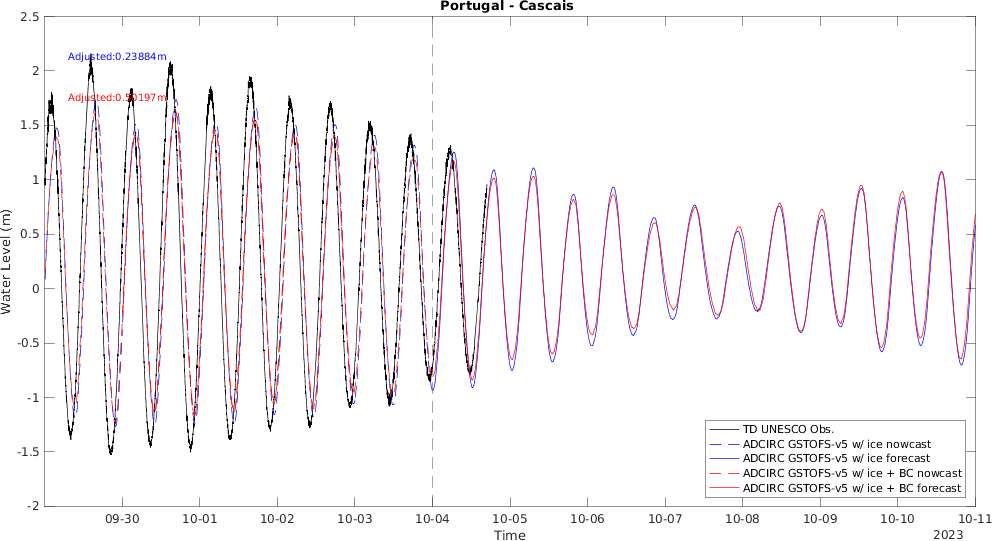 Portugal - Cascais
2.5
2
1.5
1
0.5
0
-0.5
-1
-1.5
-2
Water Level (m)
Adjusted:0.23884m
Adjusted:0.50197m
TD UNESCO Obs.
ADCIRC GSTOFS-v5 w/ ice nowcast
ADCIRC GSTOFS-v5 w/ ice forecast
ADCIRC GSTOFS-v5 w/ ice + BC nowcast
ADCIRC GSTOFS-v5 w/ ice + BC forecast
09-30 10-01 10-02 10-03 10-04 10-05 10-06 10-07 10-08 10-09 10-10 10-11
Time
2023